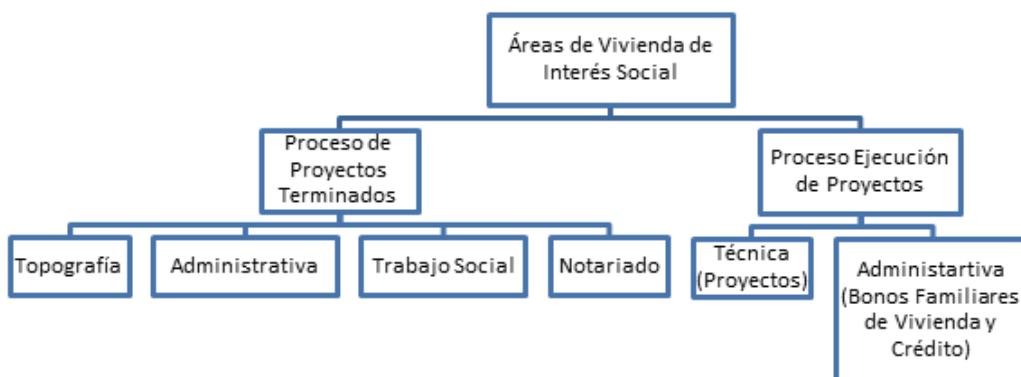 Áreas de Vivienda de
Interés Social
Proceso de
Proyectos
Terminados
Proceso Ejecución
de Proyectos
Topografía
Administrativa
Trabajo Social
Notariado
Técnica
(Proyectos)
Administartiva
(Bonos Familiares
de Vivienda y
Crédito)